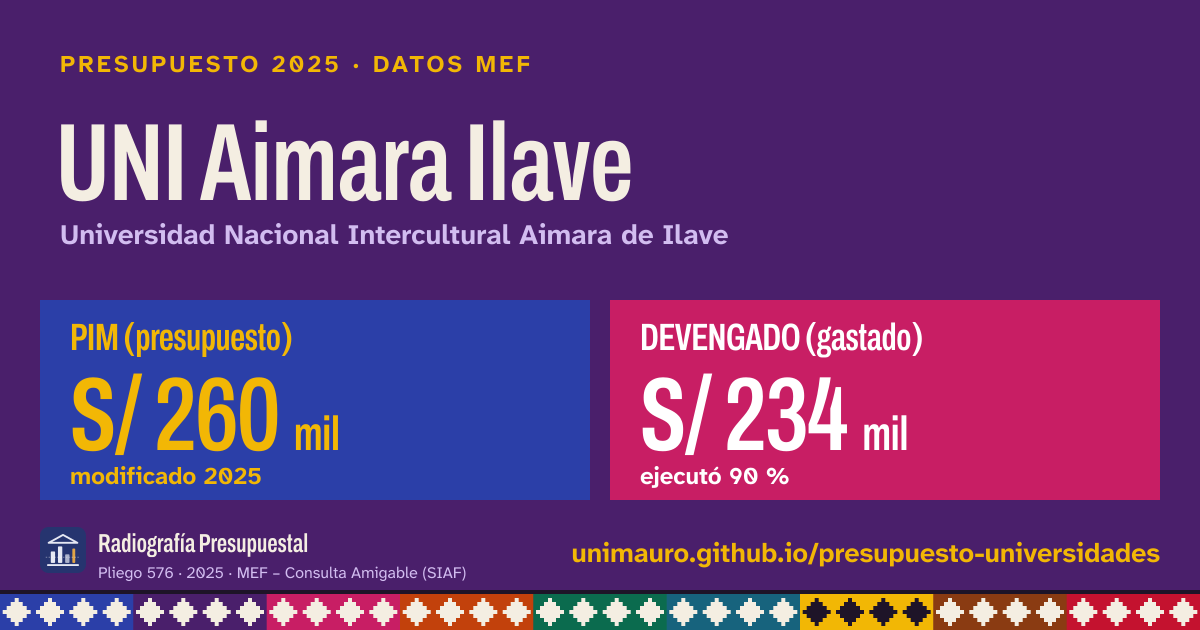 PRESUPUESTO 2025 · DATOS MEF
UNI Aimara Ilave
Universidad Nacional Intercultural Aimara de Ilave
PIM (presupuesto)
S/ 260 mil
modificado 2025
DEVENGADO (gastado)
S/ 234 mil
ejecutó 90 %
Radiografía Presupuestal
Pliego 576 · 2025 · MEF – Consulta Amigable (SIAF)
unimauro.github.io/presupuesto-universidades